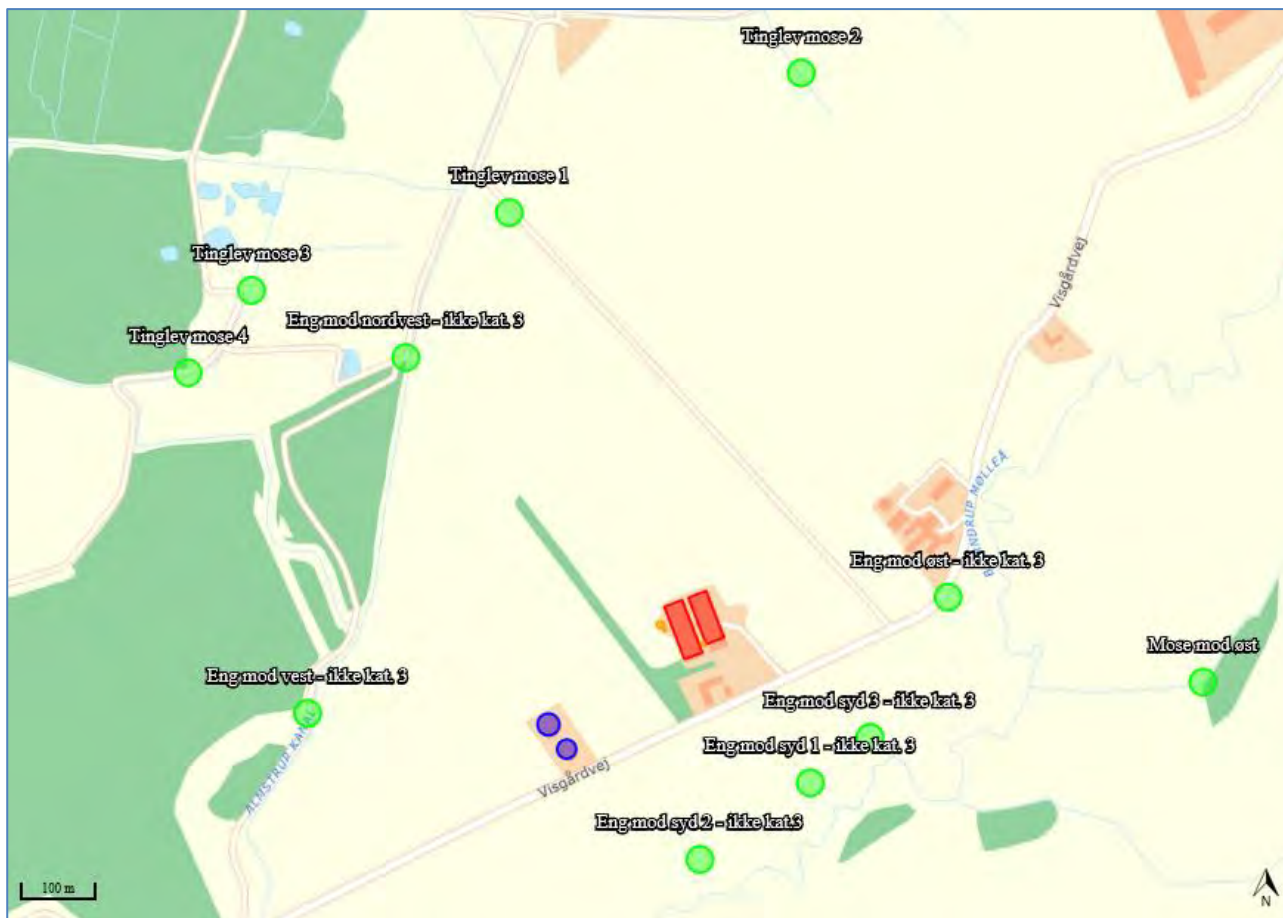 Tinglev mose 2
Tinglev mose 1
Visgårdvej
Tinglev mose 3
Eng mod nordvest - ikke kat. 3
Tinglev mose 4
Eng mod øst - ikke kat. 3
Mose mod øst
Eng mod vest - ikke kat. 3
Eng mod syd 3 - ikke kat. 3
ALMSTRUP KANAL
Eng mod syd 1 - ikke kat. 3
Visgårdvej
Eng mod syd 2 - ikke kat.3
100 m
N